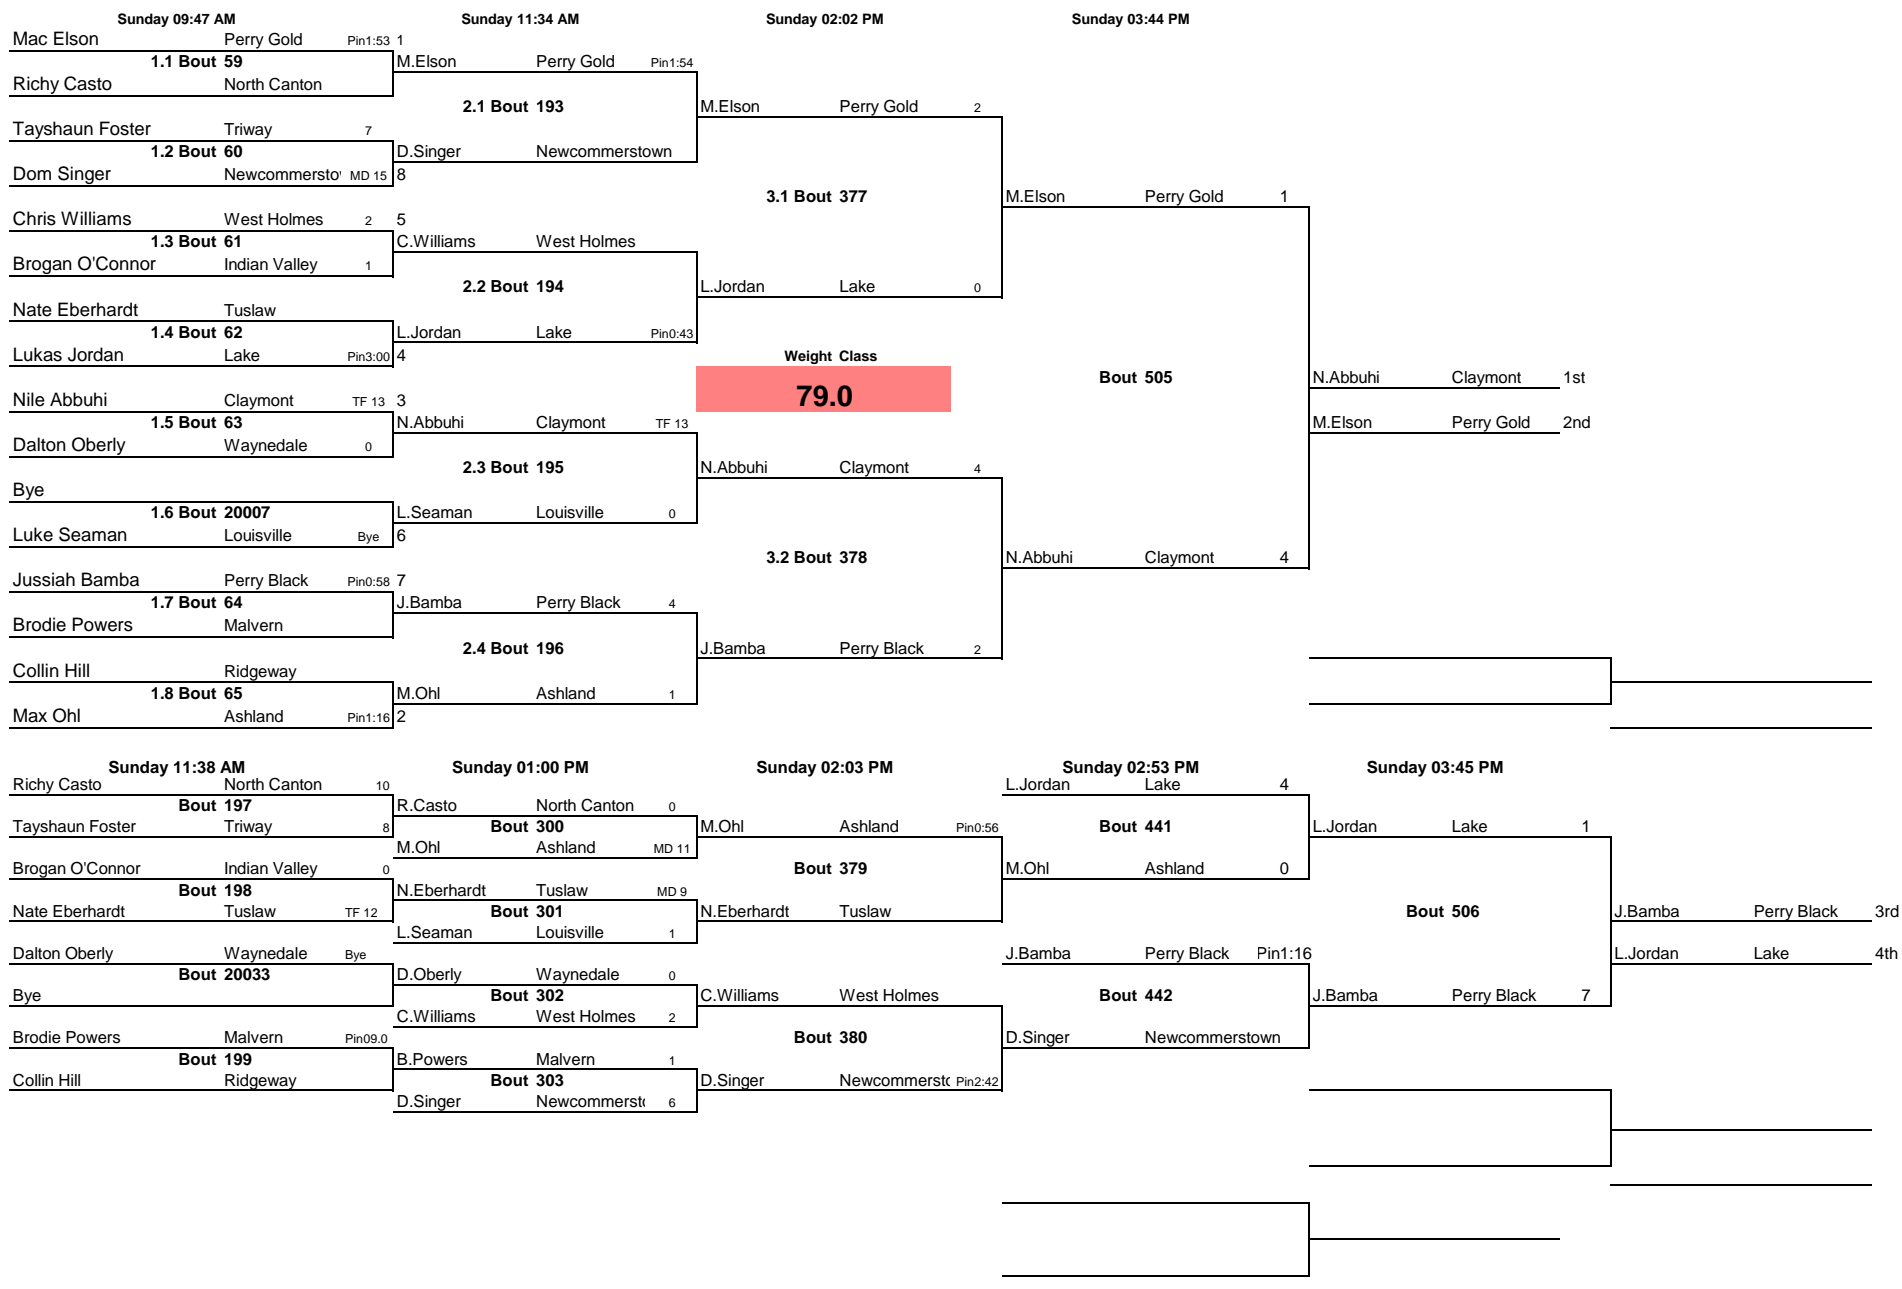 Sunday 09:47 AM Sunday 11:34 AM Sunday 02:02 PM Sunday 03:44 PM
Mac Elson Perry Gold Pin1:53 1
1.1 Bout 59 M.Elson Perry Gold Pin1:54
Richy Casto North Canton
2.1 Bout 193 M.Elson Perry Gold 2
Tayshaun Foster Triway 7
1.2 Bout 60 D.Singer Newcommerstown
Dom Singer Newcommersto MD 15 8
3.1 Bout 377 M.Elson Perry Gold 1
Chris Williams West Holmes 2 5
1.3 Bout 61 C.Williams West Holmes
Brogan O'Connor Indian Valley 1
2.2 Bout 194 L.Jordan Lake 0
Nate Eberhardt Tuslaw
1.4 Bout 62 L.Jordan Lake Pin0:43
Lukas Jordan Lake Pin3:00 4 Weight Class
Bout 505 N.Abbuhi Claymont 1st
Nile Abbuhi Claymont TF 13 3 79.0
1.5 Bout 63 N.Abbuhi Claymont TF 13 M.Elson Perry Gold 2nd
Dalton Oberly Waynedale 0
2.3 Bout 195 N.Abbuhi Claymont 4
Bye
1.6 Bout 20007 L.Seaman Louisville 0
Luke Seaman Louisville Bye 6
3.2 Bout 378 N.Abbuhi Claymont 4
Jussiah Bamba Perry Black Pin0:58 7
1.7 Bout 64 J.Bamba Perry Black 4
Brodie Powers Malvern
2.4 Bout 196 J.Bamba Perry Black 2
Collin Hill Ridgeway
1.8 Bout 65 M.Ohl Ashland 1
Max Ohl Ashland Pin1:16 2
Sunday 11:38 AM Sunday 01:00 PM Sunday 02:03 PM Sunday 02:53 PM Sunday 03:45 PM
Richy Casto North Canton 10 L.Jordan Lake 4
Bout 197 R.Casto North Canton 0
Tayshaun Foster Triway 8 Bout 300 M.Ohl Ashland Pin0:56 Bout 441 L.Jordan Lake 1
M.Ohl Ashland MD 11
Brogan O'Connor Indian Valley 0 Bout 379 M.Ohl Ashland 0
Bout 198 N.Eberhardt Tuslaw MD 9
Nate Eberhardt Tuslaw TF 12 Bout 301 N.Eberhardt Tuslaw Bout 506 J.Bamba Perry Black 3rd
L.Seaman Louisville 1
Dalton Oberly Waynedale Bye J.Bamba Perry Black Pin1:16 L.Jordan Lake 4th
Bout 20033 D.Oberly Waynedale 0
Bye Bout 302 C.Williams West Holmes Bout 442 J.Bamba Perry Black 7
C.Williams West Holmes 2
Brodie Powers Malvern Pin09.0 Bout 380 D.Singer Newcommerstown
Bout 199 B.Powers Malvern 1
Collin Hill Ridgeway Bout 303 D.Singer Newcommerst Pin2:42
D.Singer Newcommerst 6